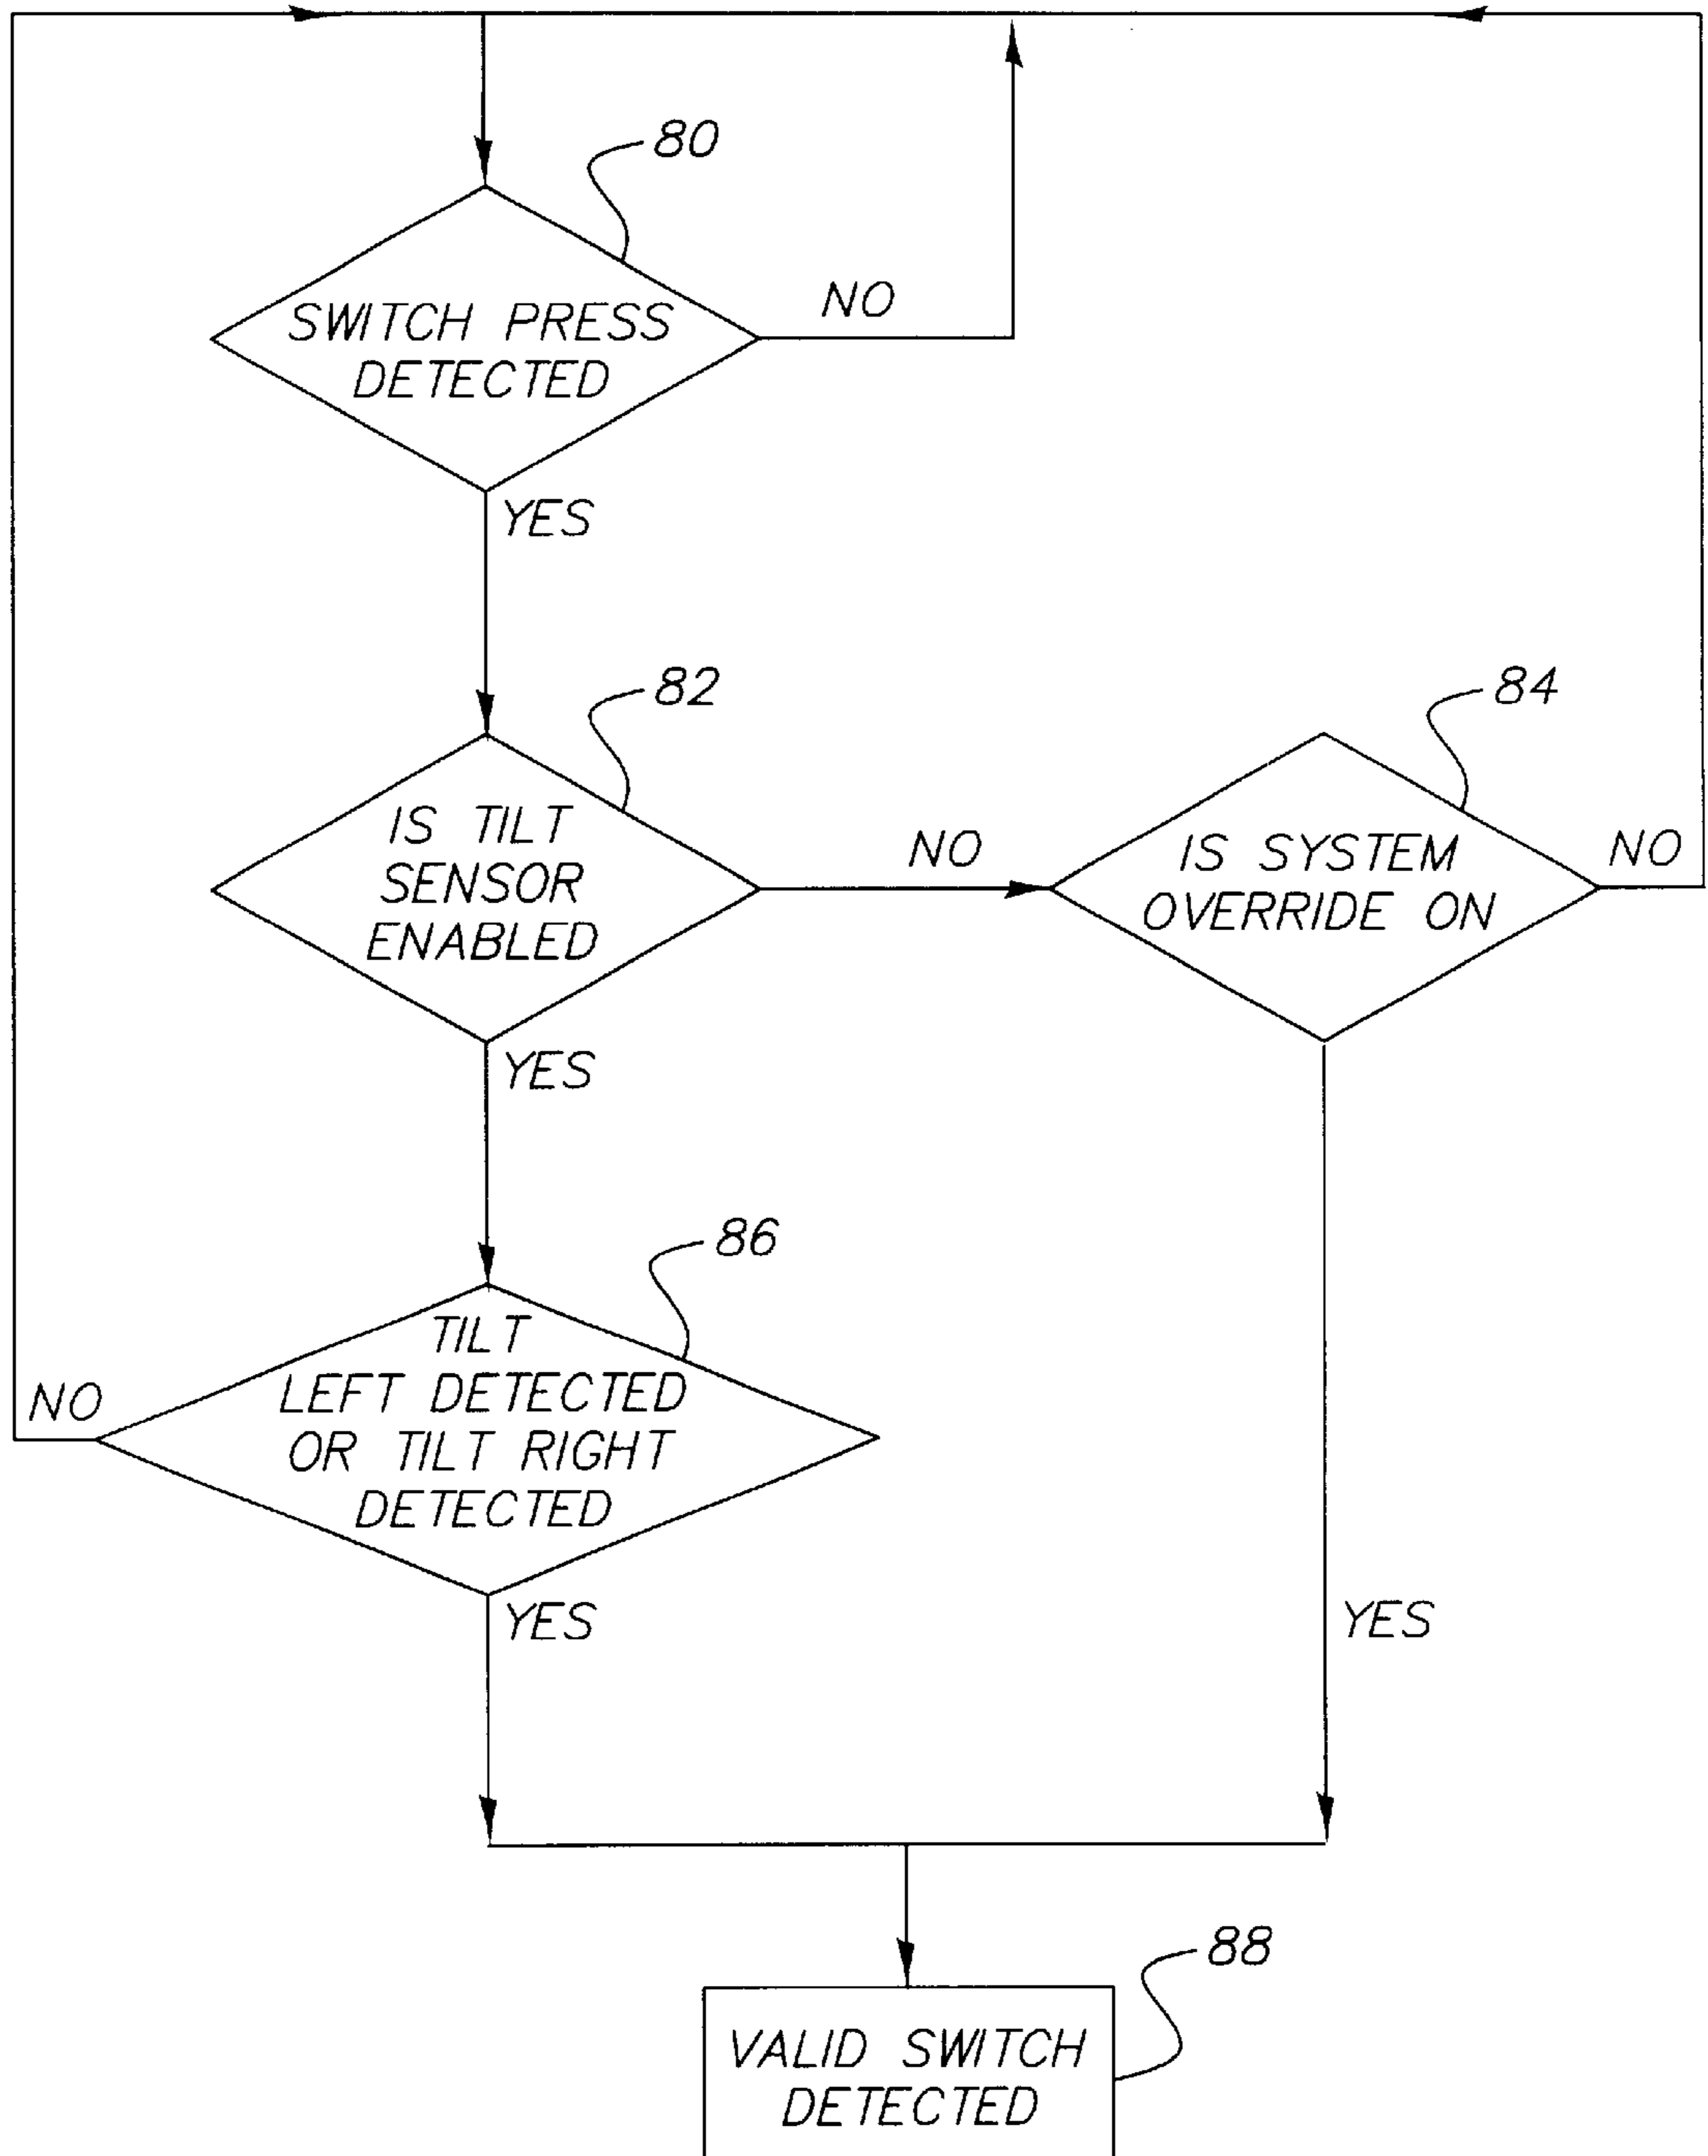 80
SWITCH PRESS
DETECTED
NO
YES
82
IS TILT
SENSOR
ENABLED
NO
YES
84
IS SYSTEM
OVERRIDE ON
NO
YES
86
TILT
LEFT DETECTED
OR TILT RIGHT
DETECTED
NO
YES
88
VALID SWITCH
DETECTED